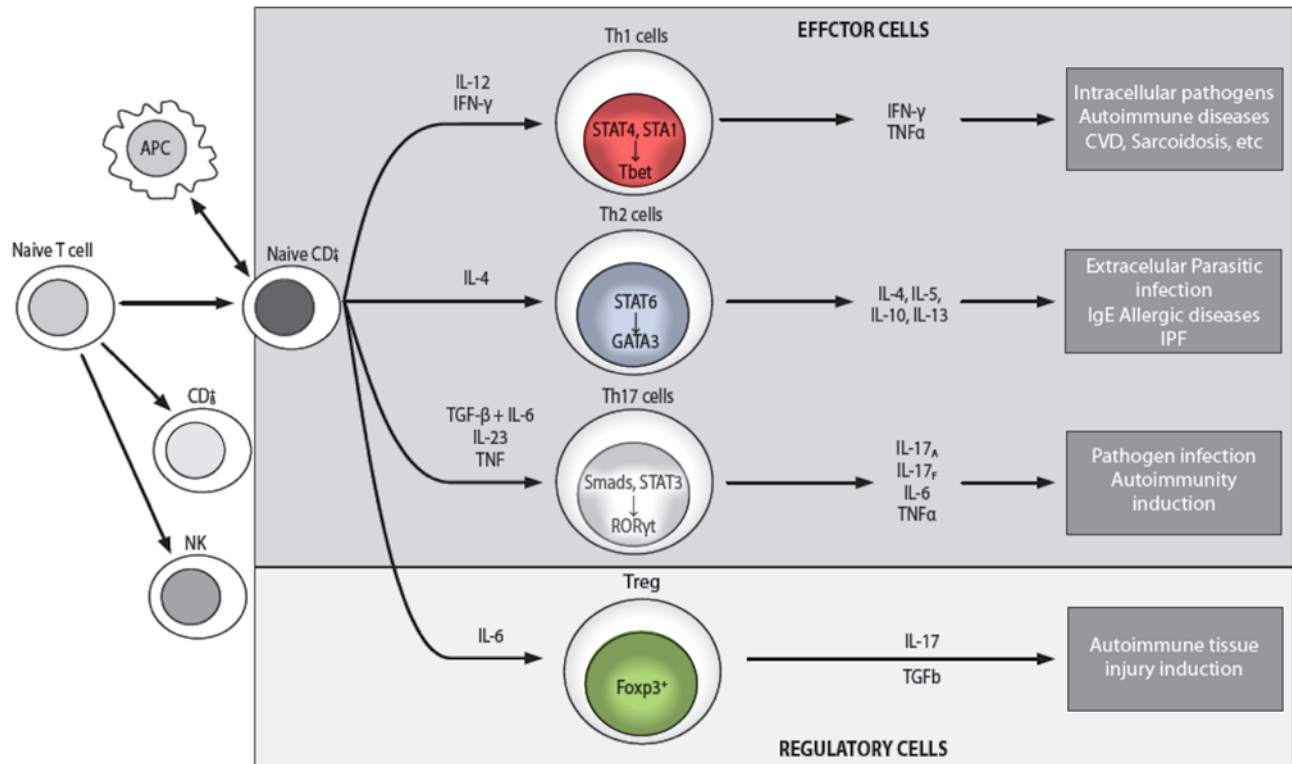 EFFCTOR CELLS
Th1 cells
IL-12
IFN-γ
STAT4, STA1
↓
Tbet
IFN-γ
TNFα
Intracellular pathogens
Autoimmune diseases
CVD, Sarcoidosis, etc
APC
Naive T cell
Naive CD4+
Th2 cells
IL-4
STAT6
↓
GATA3
IL-4, IL-5,
IL-10, IL-13
Extracelular Parasitic
infection
IgE Allergic diseases
IPF
CD8+
NK
Th17 cells
TGF-β + IL-6
IL-23
TNF
Smads, STAT3
↓
RORγt
IL-17A
IL-17F
IL-6
TNFα
Pathogen infection
Autoimmunity
induction
Treg
IL-6
Foxp3+
IL-17
TGFb
Autoimmune tissue
injury induction
REGULATORY CELLS